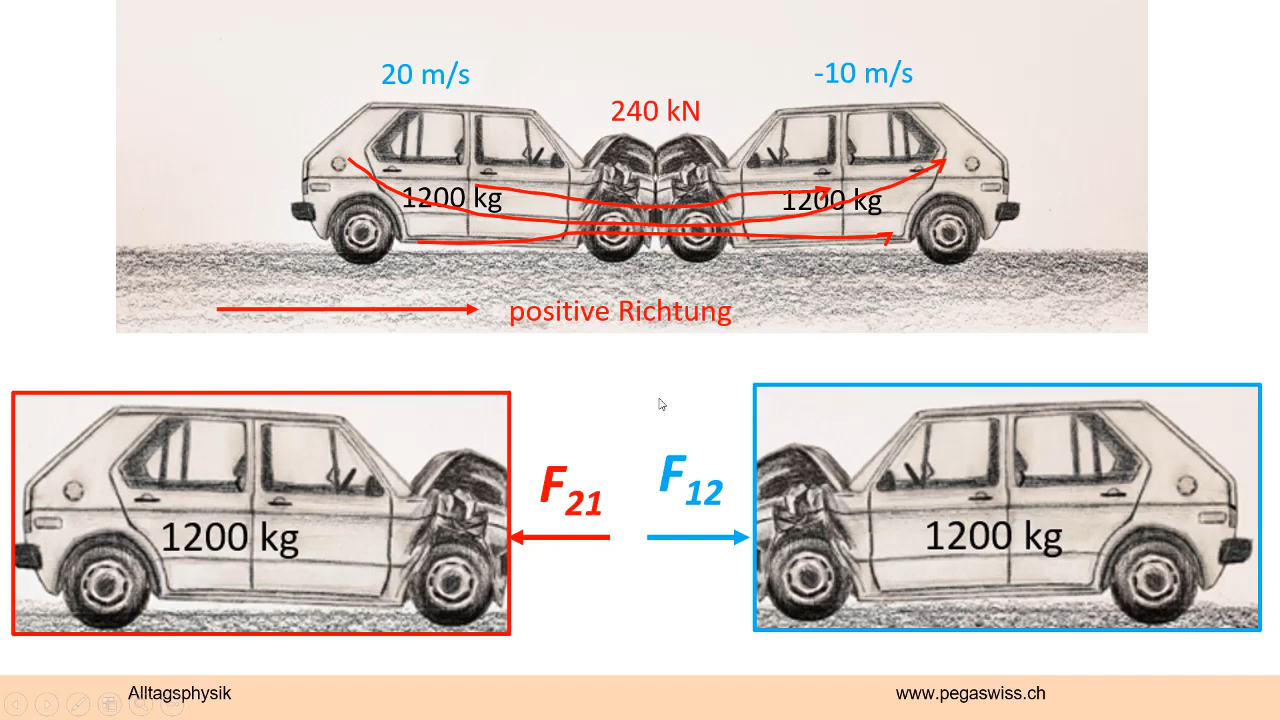 20 m/s
-10 m/s
240 kN
1200 kg
1200 kg
positive Richtung
F21
F12
1200 kg
1200 kg
Alltagsphysik
www.pegaswiss.ch